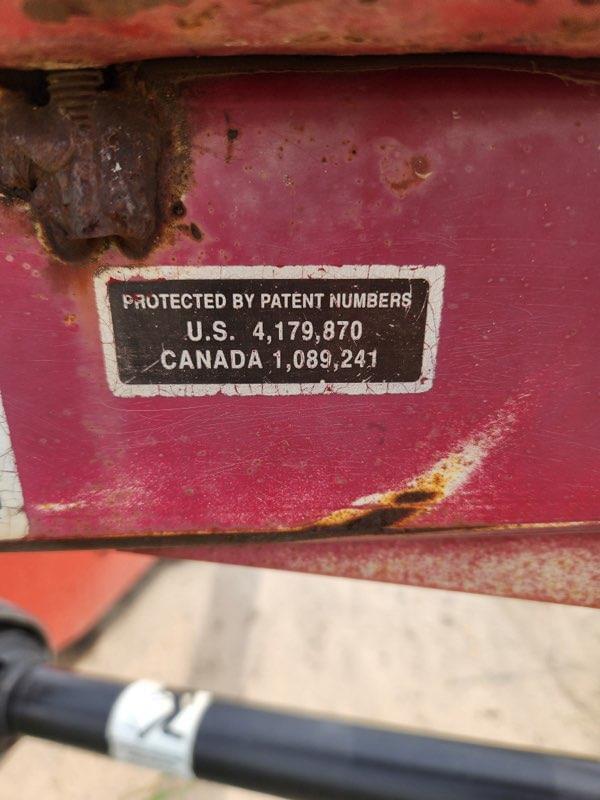 PROTECTED BY PATENT NUMBERS
U.S. 4,179,870
CANADA 1,089,241